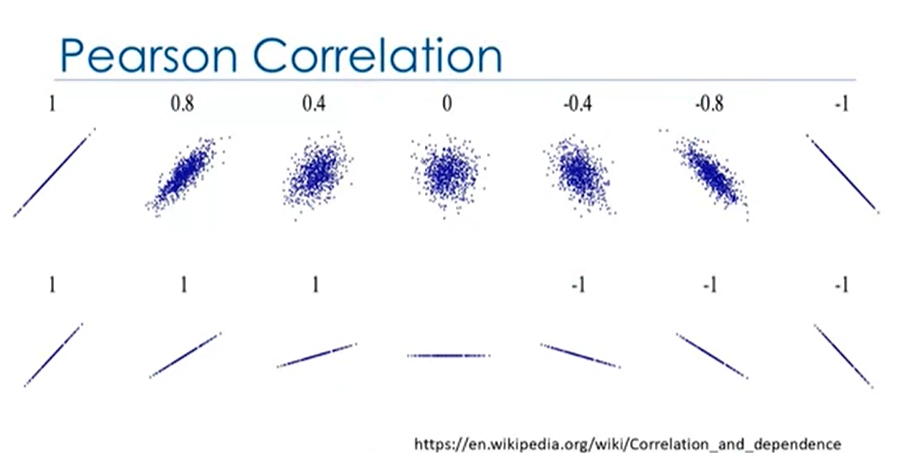 Pearson Correlation
1 0.8 0.4 0 -0.4 -0.8 -1
1 1 1 -1 -1 -1
https://en.wikipedia.org/wiki/Correlation_and_dependence